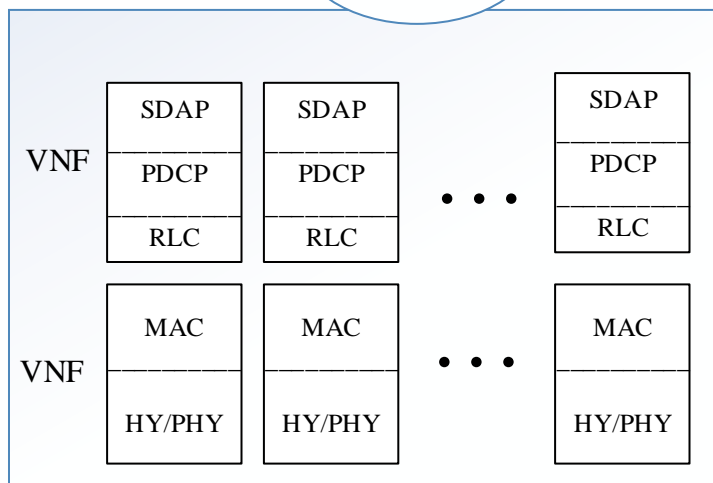 SDAP SDAP SDAP
VNF PDCP PDCP PDCP
RLC RLC RLC
MAC MAC MAC
VNF
HY/PHY HY/PHY HY/PHY